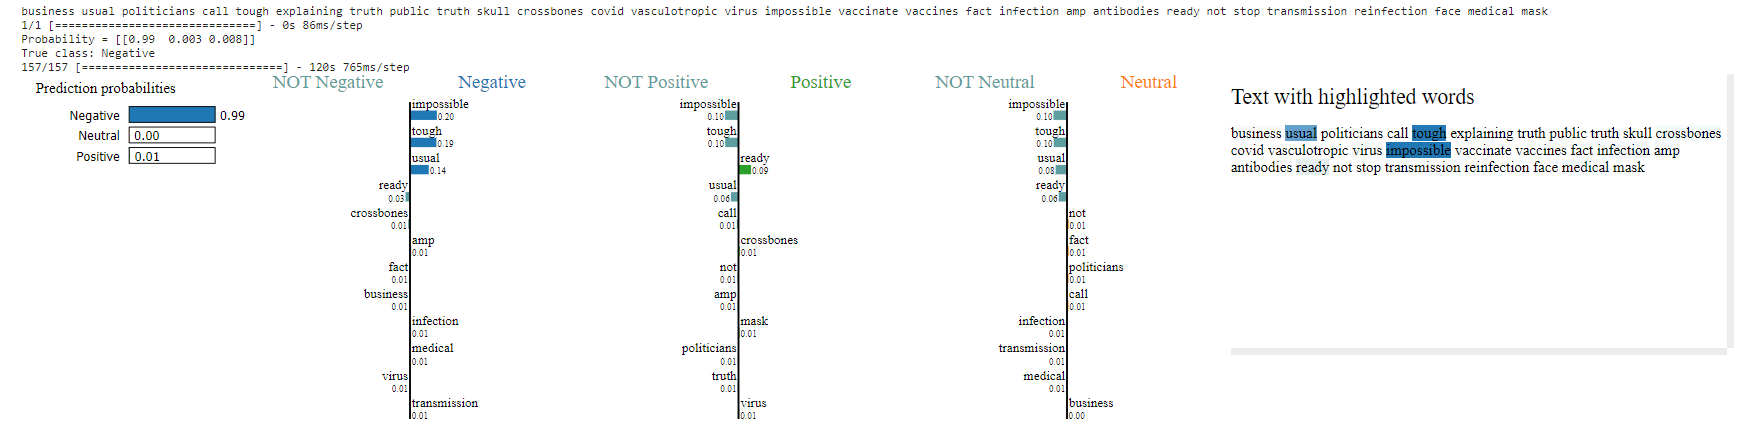 business usual politicians call tough explaining truth public truth skull crossbones covid vasculotropic virus impossible vaccinate vaccines fact infection amp antibodies ready not stop transmission reinfection face medical mask
1/1 [==============================] - 0s 86ms/step
Probability = [[0.99  0.003 0.008]]
True class: Negative
157/157 [==============================] - 120s 765ms/step
Prediction probabilities
Negative 0.99
Neutral 0.00
Positive 0.01
NOT Negative Negative
impossible
0.20
tough
0.19
usual
0.14
ready
0.03
crossbones
0.01
amp
0.01
fact
0.01
business
0.01
infection
0.01
medical
0.01
virus
0.01
transmission
0.01
NOT Positive Positive
impossible
0.10
tough
0.10
ready
0.09
usual
0.06
call
0.01
crossbones
0.01
not
0.01
amp
0.01
mask
0.01
politicians
0.01
truth
0.01
virus
0.01
NOT Neutral Neutral
impossible
0.10
tough
0.10
usual
0.08
ready
0.06
not
0.01
fact
0.01
politicians
0.01
call
0.01
infection
0.01
transmission
0.01
medical
0.01
business
0.00
Text with highlighted words
business usual politicians call tough explaining truth public truth skull crossbones
covid vasculotropic virus impossible vaccinate vaccines fact infection amp
antibodies ready not stop transmission reinfection face medical mask